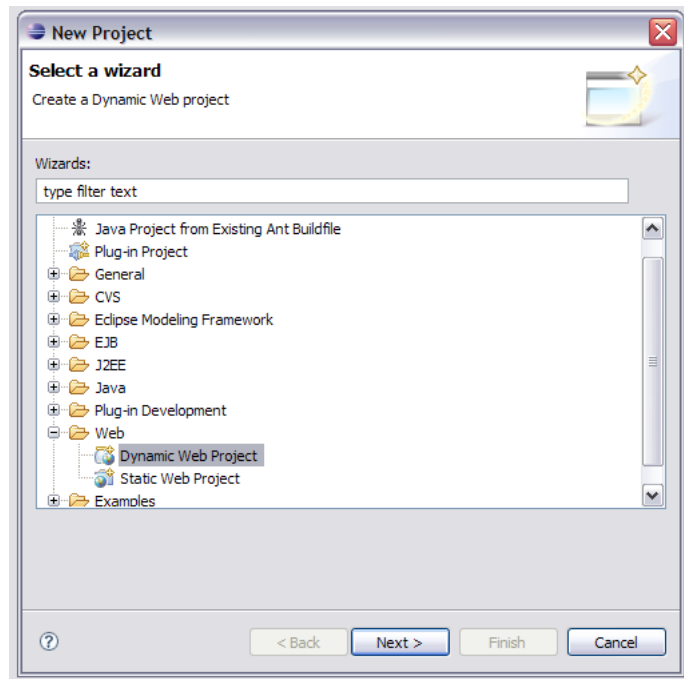 New Project
Select a wizard
Create a Dynamic Web project
Wizards:
type filter text
Java Project from Existing Ant Buildfile
Plug-in Project
General
CVS
Eclipse Modeling Framework
EJB
J2EE
Java
Plug-in Development
Web
Dynamic Web Project
Static Web Project
Examples
? < Back Next > Finish Cancel